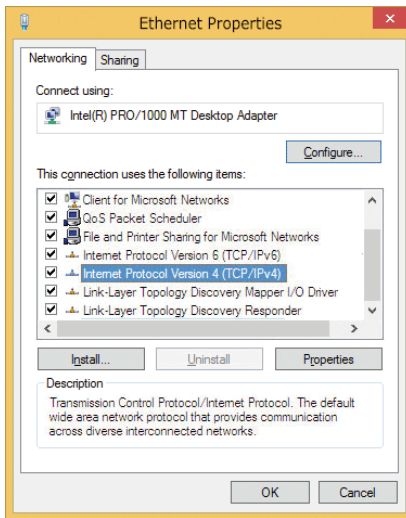 Ethernet Properties
Networking
Sharing
Connect using:
Intel(R) PRO/1000 MT Desktop Adapter
Configure...
This connection uses the following items:
Client for Microsoft Networks
QoS Packet Scheduler
File and Printer Sharing for Microsoft Networks
Internet Protocol Version 6 (TCP/IPv6)
Internet Protocol Version 4 (TCP/IPv4)
Link-Layer Topology Discovery Mapper I/O Driver
Link-Layer Topology Discovery Responder
Install...
Uninstall
Properties
Description
Transmission Control Protocol/Internet Protocol. The default
wide area network protocol that provides communication
across diverse interconnected networks.
OK
Cancel